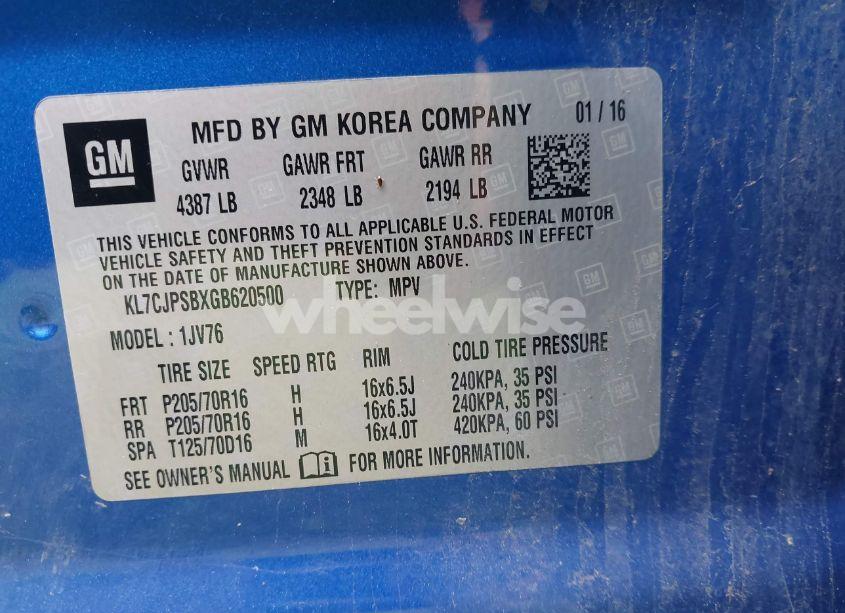 GM
MFD BY GM KOREA COMPANY 01 / 16
GVWR GAWR FRT GAWR RR
4387 LB 2348 LB 2194 LB
THIS VEHICLE CONFORMS TO ALL APPLICABLE U.S. FEDERAL MOTOR
VEHICLE SAFETY AND THEFT PREVENTION STANDARDS IN EFFECT
ON THE DATE OF MANUFACTURE SHOWN ABOVE.
KL7CJPSBXGB620500 TYPE: MPV
wheelwise
MODEL : 1JV76
TIRE SIZE SPEED RTG RIM COLD TIRE PRESSURE
FRT P205/70R16 H 16x6.5J 240KPA, 35 PSI
RR P205/70R16 H 16x6.5J 240KPA, 35 PSI
SPA T125/70D16 M 16x4.0T 420KPA, 60 PSI
SEE OWNER'S MANUAL FOR MORE INFORMATION.